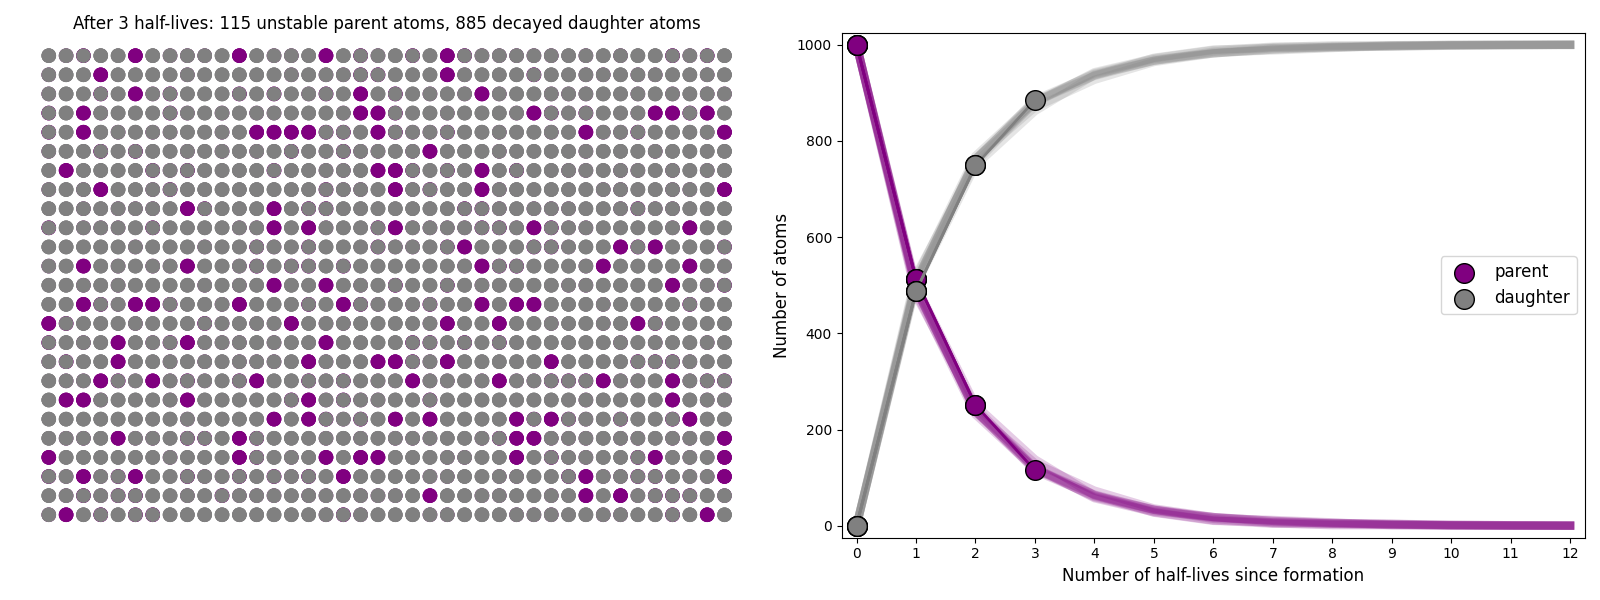 After 3 half-lives: 115 unstable parent atoms, 885 decayed daughter atoms
1000
800
600
400
200
0
Number of atoms
parent
daughter
0 1 2 3 4 5 6 7 8 9 10 11 12
Number of half-lives since formation